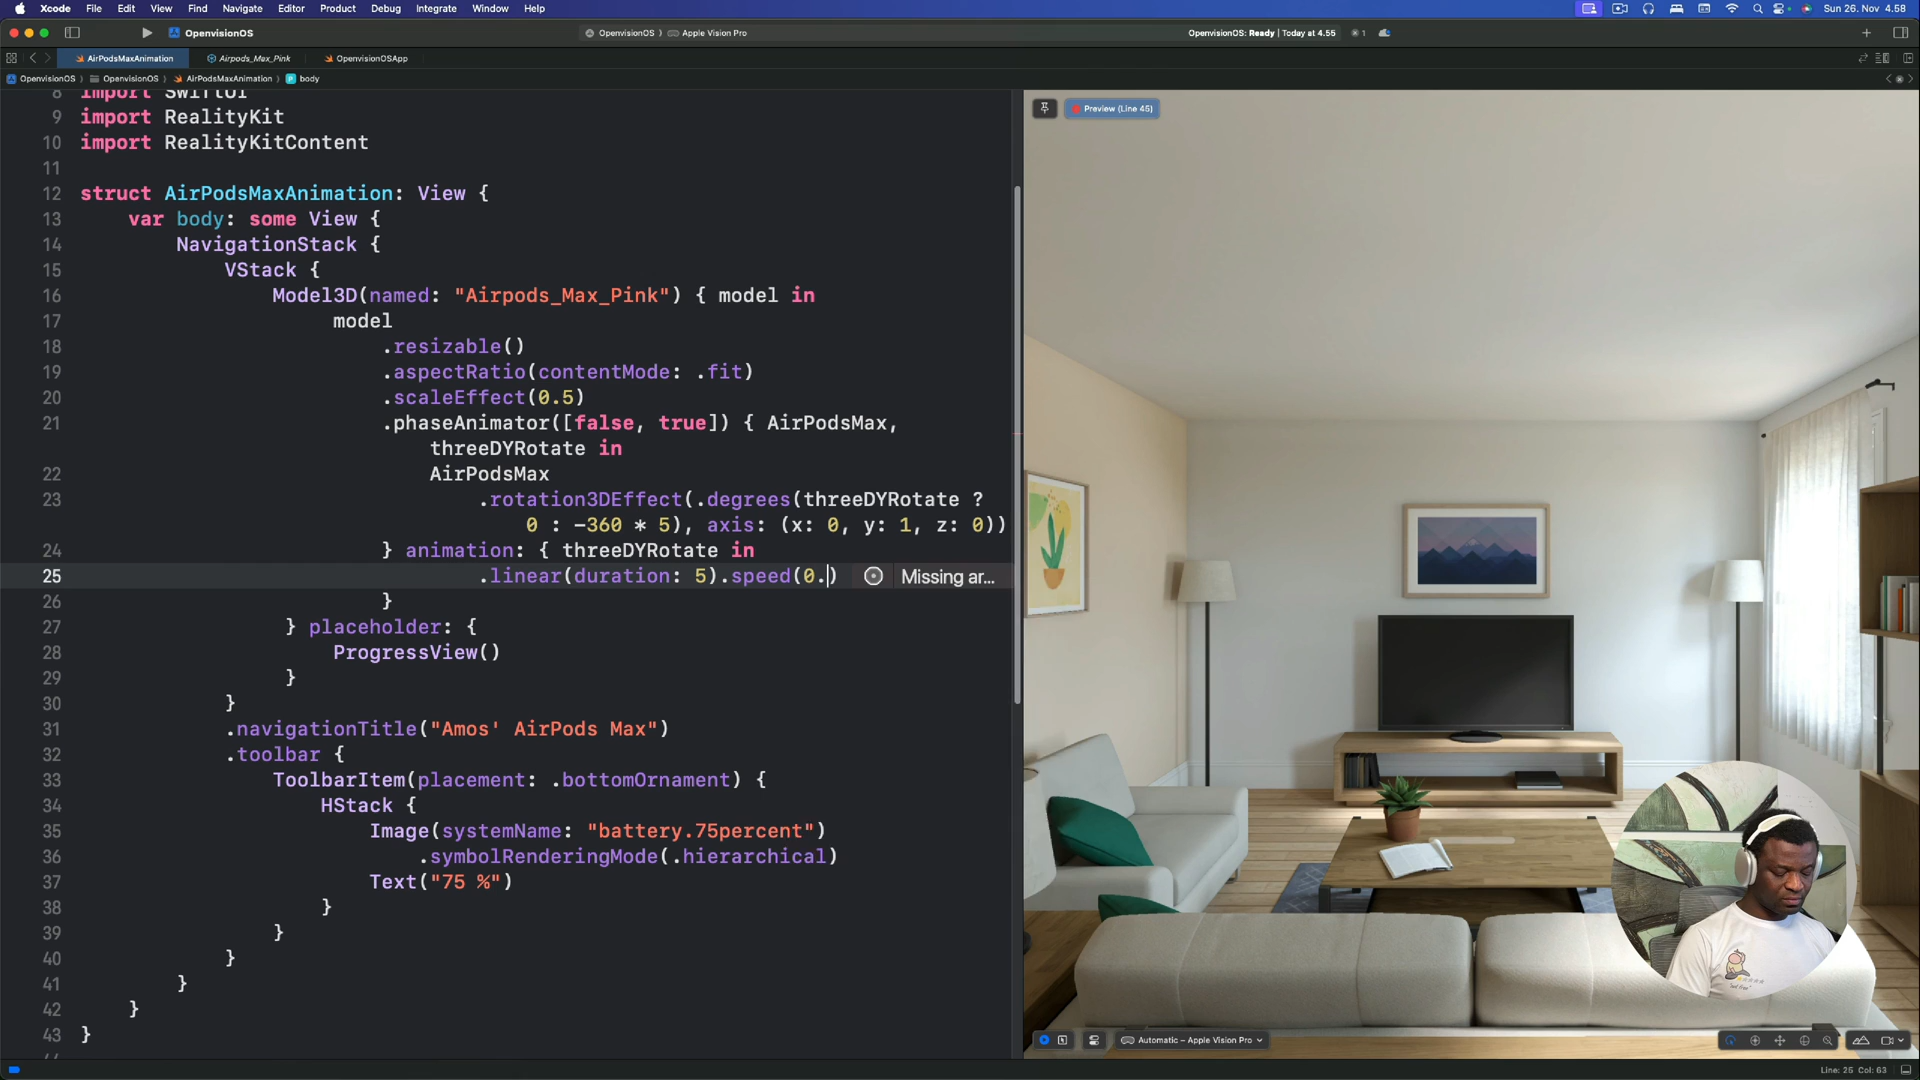 Xcode File Edit View Find Navigate Editor Product Debug Integrate Window Help Sun 26. Nov 4.58
OpenvisionOS OpenvisionOS Apple Vision Pro OpenvisionOS: Ready | Today at 4.55 1
AirPodsMaxAnimation Airpods_Max_Pink OpenvisionOSApp
OpenvisionOS OpenvisionOS AirPodsMaxAnimation body
8 import SwiftUI
9 import RealityKit
10 import RealityKitContent
11
12 struct AirPodsMaxAnimation: View {
13 var body: some View {
14 NavigationStack {
15 VStack {
16 Model3D(named: "Airpods_Max_Pink") { model in
17 model
18 .resizable()
19 .aspectRatio(contentMode: .fit)
20 .scaleEffect(0.5)
21 .phaseAnimator([false, true]) { AirPodsMax,
threeDYRotate in
22 AirPodsMax
23 .rotation3DEffect(.degrees(threeDYRotate ?
0 : -360 * 5), axis: (x: 0, y: 1, z: 0))
24 } animation: { threeDYRotate in
25 .linear(duration: 5).speed(0.) Missing ar...
26 }
27 } placeholder: {
28 ProgressView()
29 }
30 }
31 .navigationTitle("Amos' AirPods Max")
32 .toolbar {
33 ToolbarItem(placement: .bottomOrnament) {
34 HStack {
35 Image(systemName: "battery.75percent")
36 .symbolRenderingMode(.hierarchical)
37 Text("75 %")
38 }
39 }
40 }
41 }
42 }
43 }
Preview (Line 45)
Automatic – Apple Vision Pro
Line: 25 Col: 63